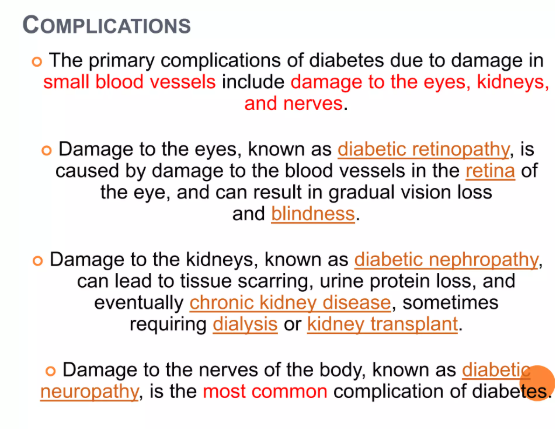 COMPLICATIONS
The primary complications of diabetes due to damage in
small blood vessels include damage to the eyes, kidneys,
and nerves.
Damage to the eyes, known as diabetic retinopathy, is
caused by damage to the blood vessels in the retina of
the eye, and can result in gradual vision loss
and blindness.
Damage to the kidneys, known as diabetic nephropathy,
can lead to tissue scarring, urine protein loss, and
eventually chronic kidney disease, sometimes
requiring dialysis or kidney transplant.
Damage to the nerves of the body, known as diabetic
neuropathy, is the most common complication of diabetes.